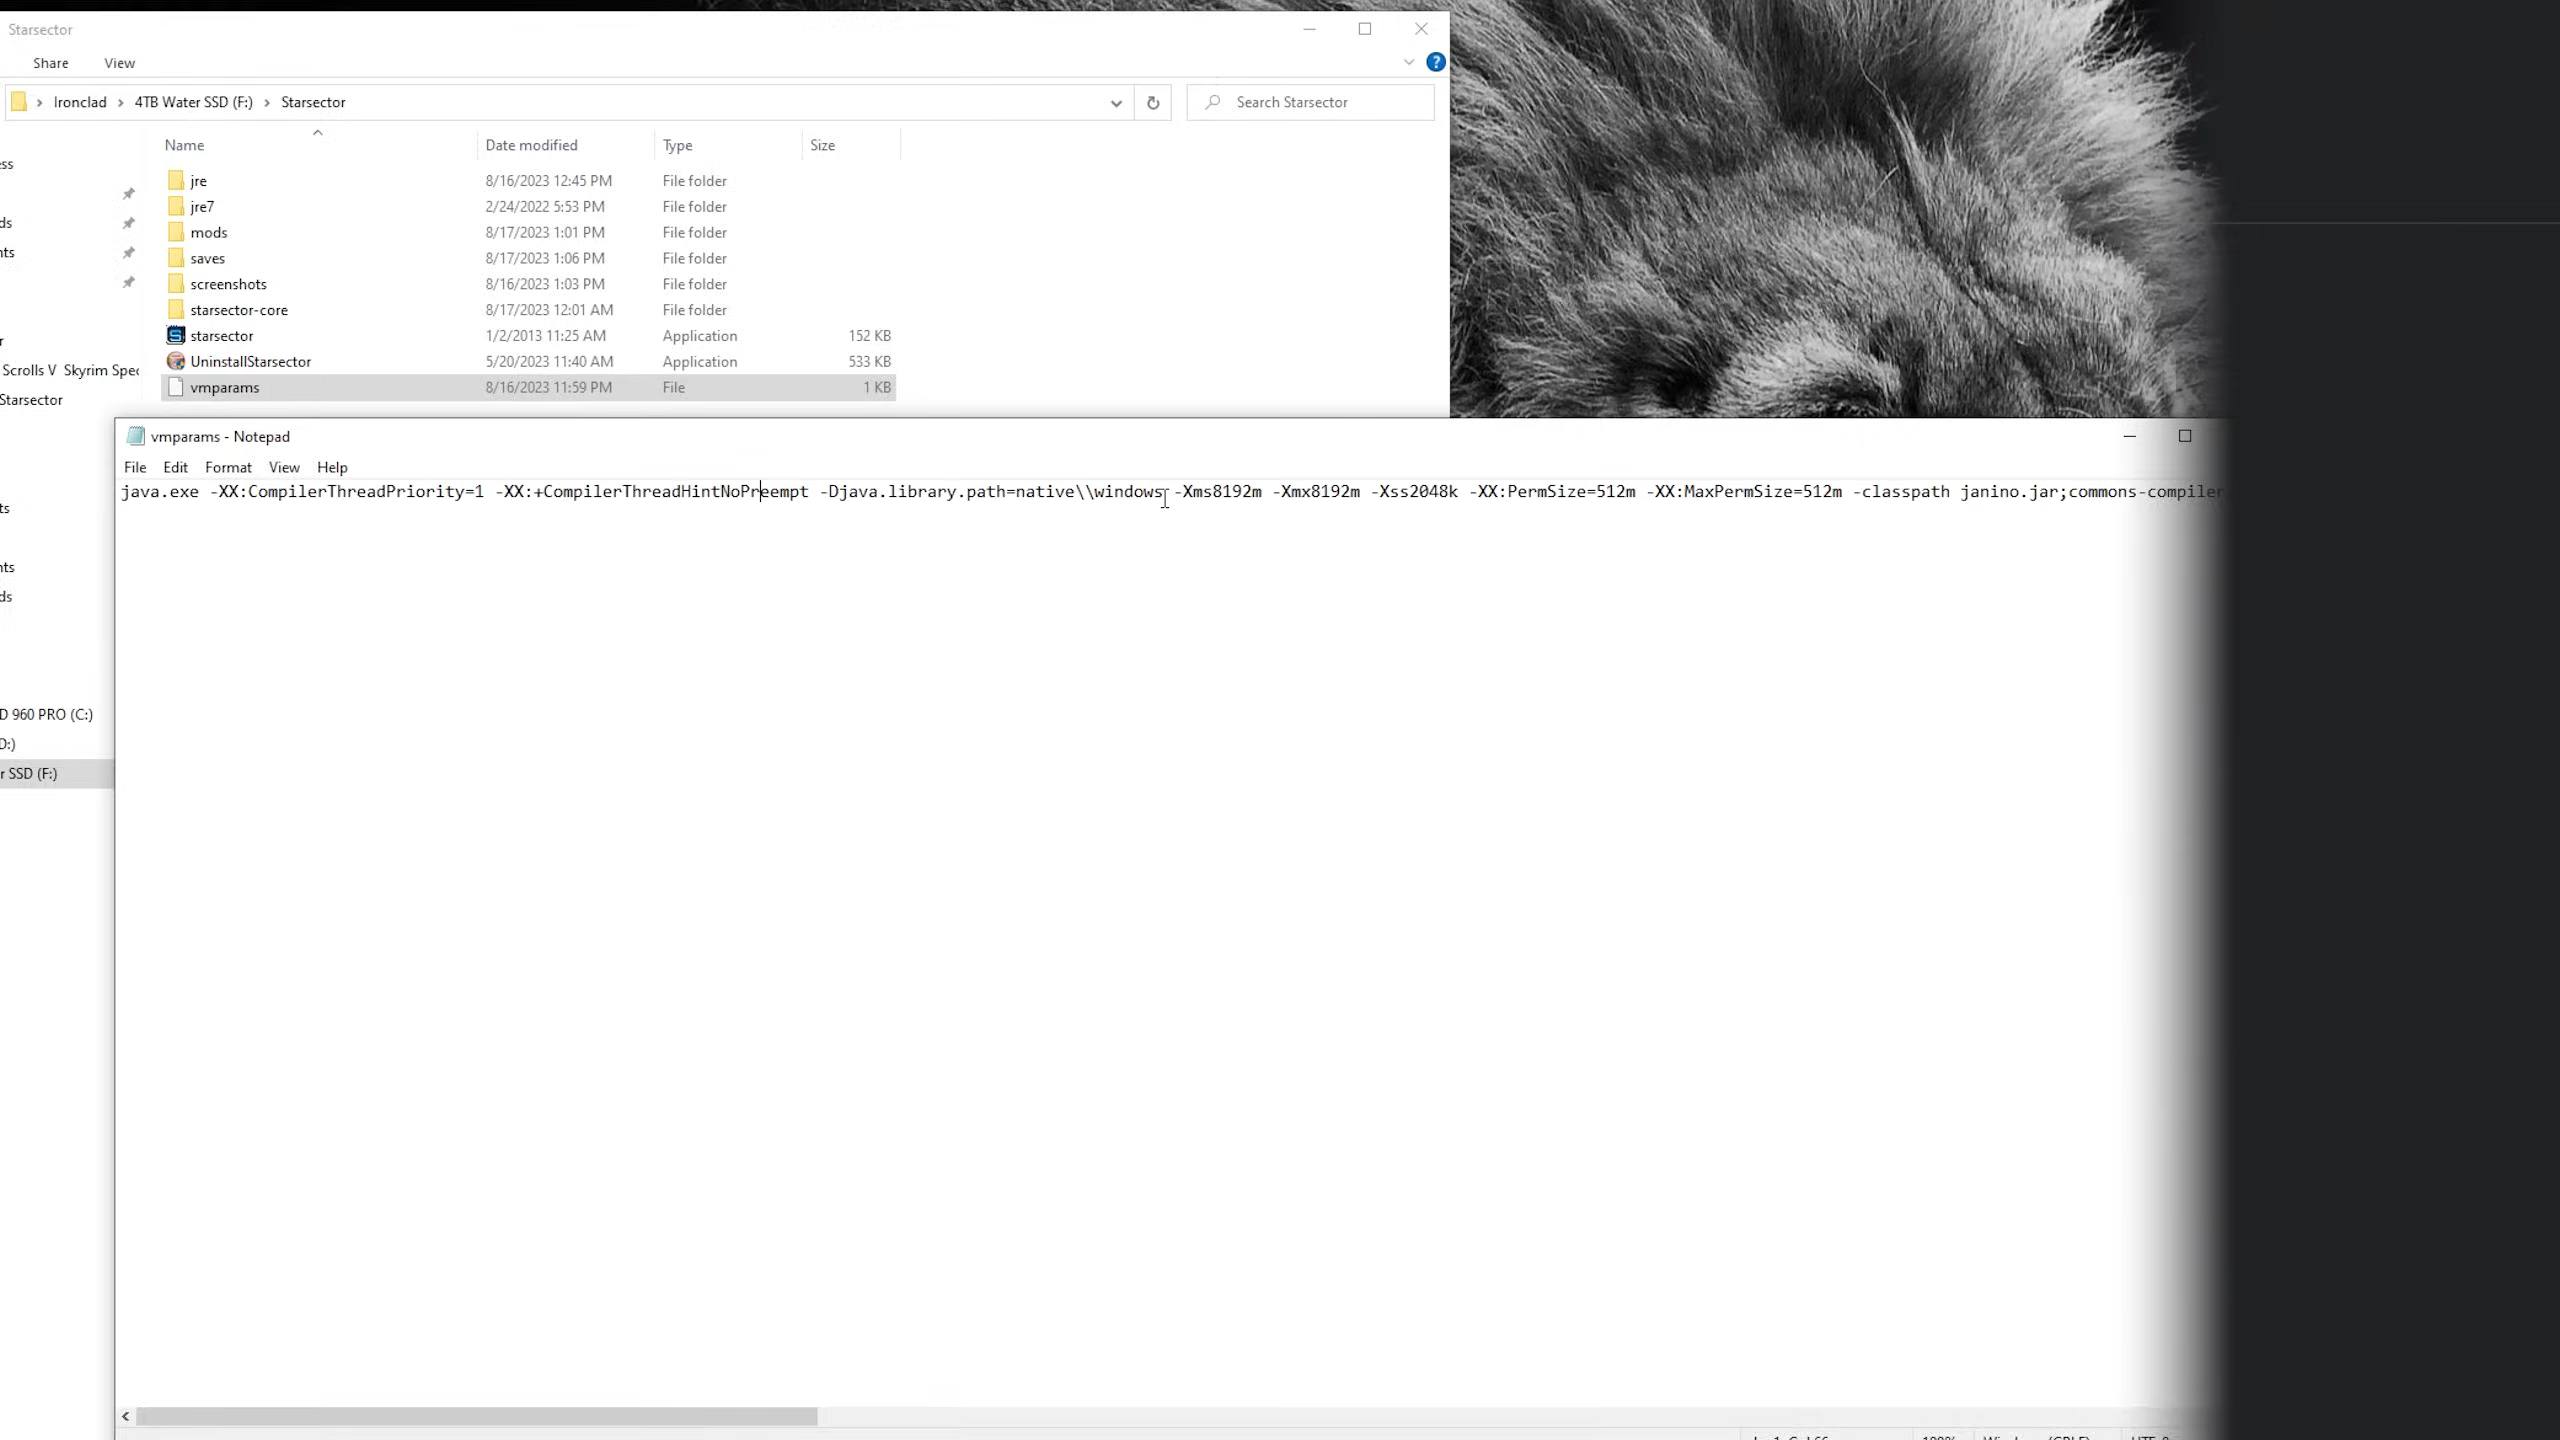 Starsector
Share View
Ironclad > 4TB Water SSD (F:) > Starsector
Search Starsector
Name Date modified Type Size
jre 8/16/2023 12:45 PM File folder
jre7 2/24/2022 5:53 PM File folder
mods 8/17/2023 1:01 PM File folder
saves 8/17/2023 1:06 PM File folder
screenshots 8/16/2023 1:03 PM File folder
starsector-core 8/17/2023 12:01 AM File folder
starsector 1/2/2013 11:25 AM Application 152 KB
UninstallStarsector 5/20/2023 11:40 AM Application 533 KB
vmparams 8/16/2023 11:59 PM File 1 KB
ess
ds
nts
r
Scrolls V Skyrim Spec
Starsector
ts
nts
ds
D 960 PRO (C:)
D:)
r SSD (F:)
vmparams - Notepad
File Edit Format View Help
java.exe -XX:CompilerThreadPriority=1 -XX:+CompilerThreadHintNoPreempt -Djava.library.path=native\\windows -Xms8192m -Xmx8192m -Xss2048k -XX:PermSize=512m -XX:MaxPermSize=512m -classpath janino.jar;commons-compiler